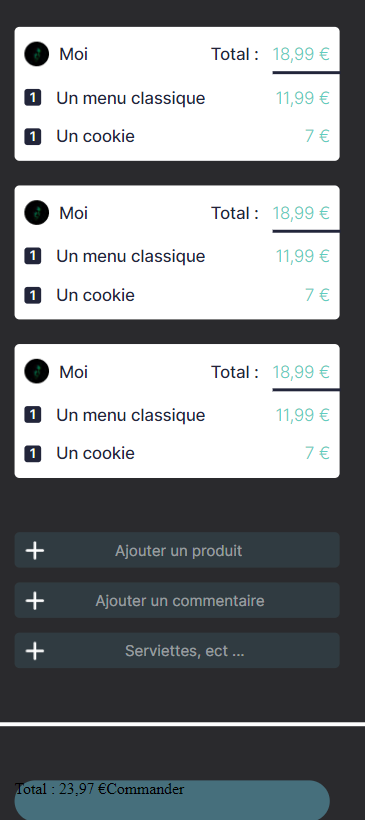 Moi Total : 18,99 €
1 Un menu classique 11,99 €
1 Un cookie 7 €
Moi Total : 18,99 €
1 Un menu classique 11,99 €
1 Un cookie 7 €
Moi Total : 18,99 €
1 Un menu classique 11,99 €
1 Un cookie 7 €
Ajouter un produit
Ajouter un commentaire
Serviettes, ect ...
Total : 23,97 €Commander